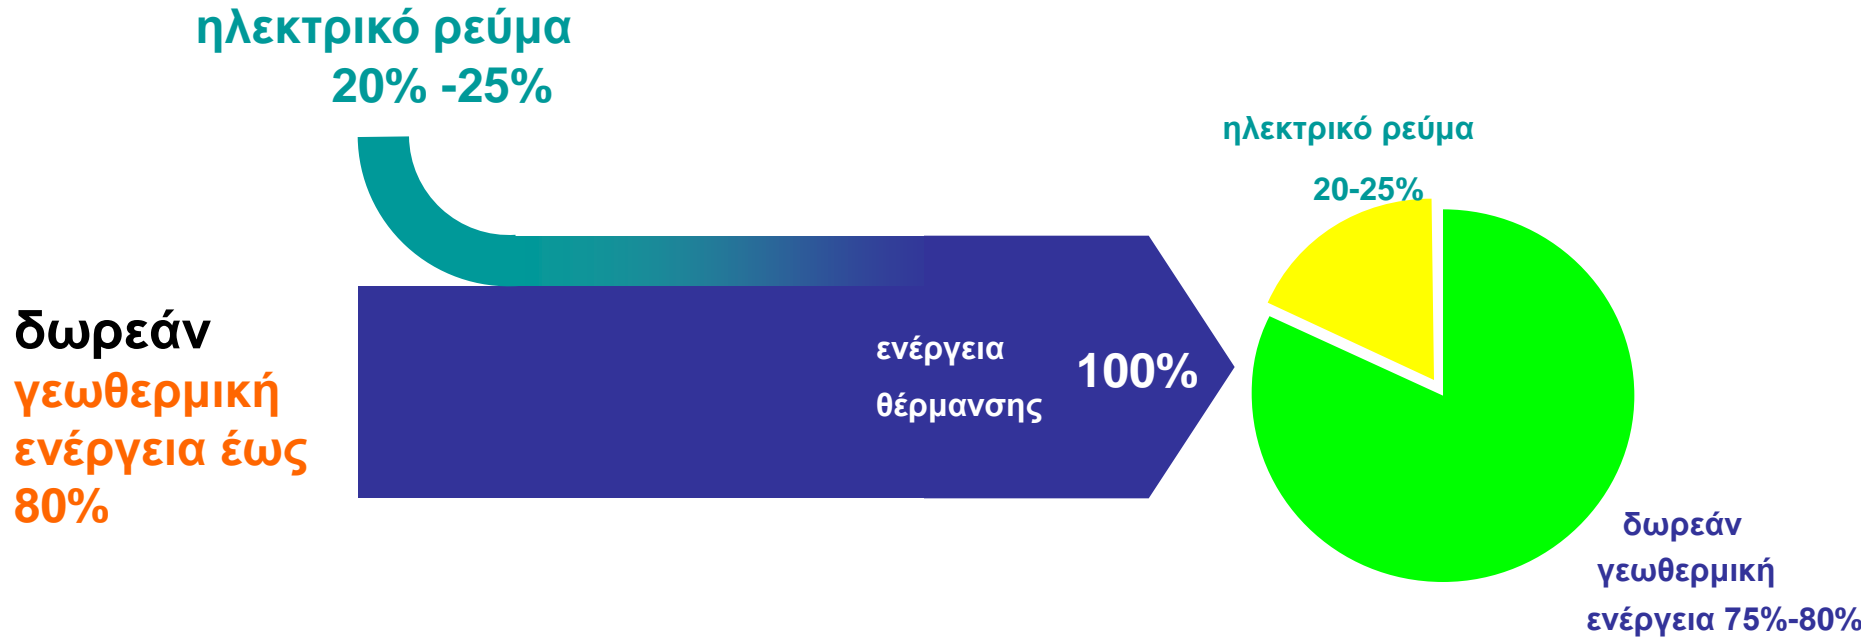 ηλεκτρικό ρεύμα
20% -25%
δωρεάν
γεωθερμική
ενέργεια έως
80%
ενέργεια
θέρμανσης
100%
ηλεκτρικό ρεύμα
20-25%
δωρεάν
γεωθερμική
ενέργεια 75%-80%